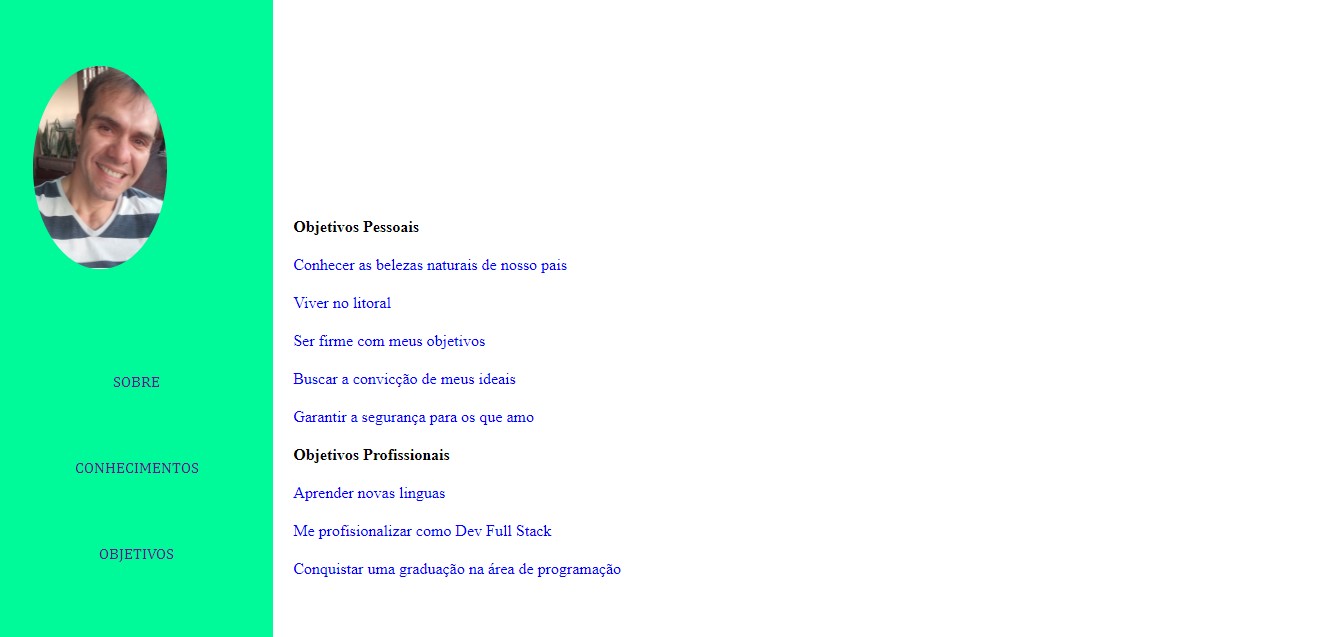 SOBRE
CONHECIMENTOS
OBJETIVOS
Objetivos Pessoais
Conhecer as belezas naturais de nosso pais
Viver no litoral
Ser firme com meus objetivos
Buscar a convicção de meus ideais
Garantir a segurança para os que amo
Objetivos Profissionais
Aprender novas linguas
Me profisionalizar como Dev Full Stack
Conquistar uma graduação na área de programação